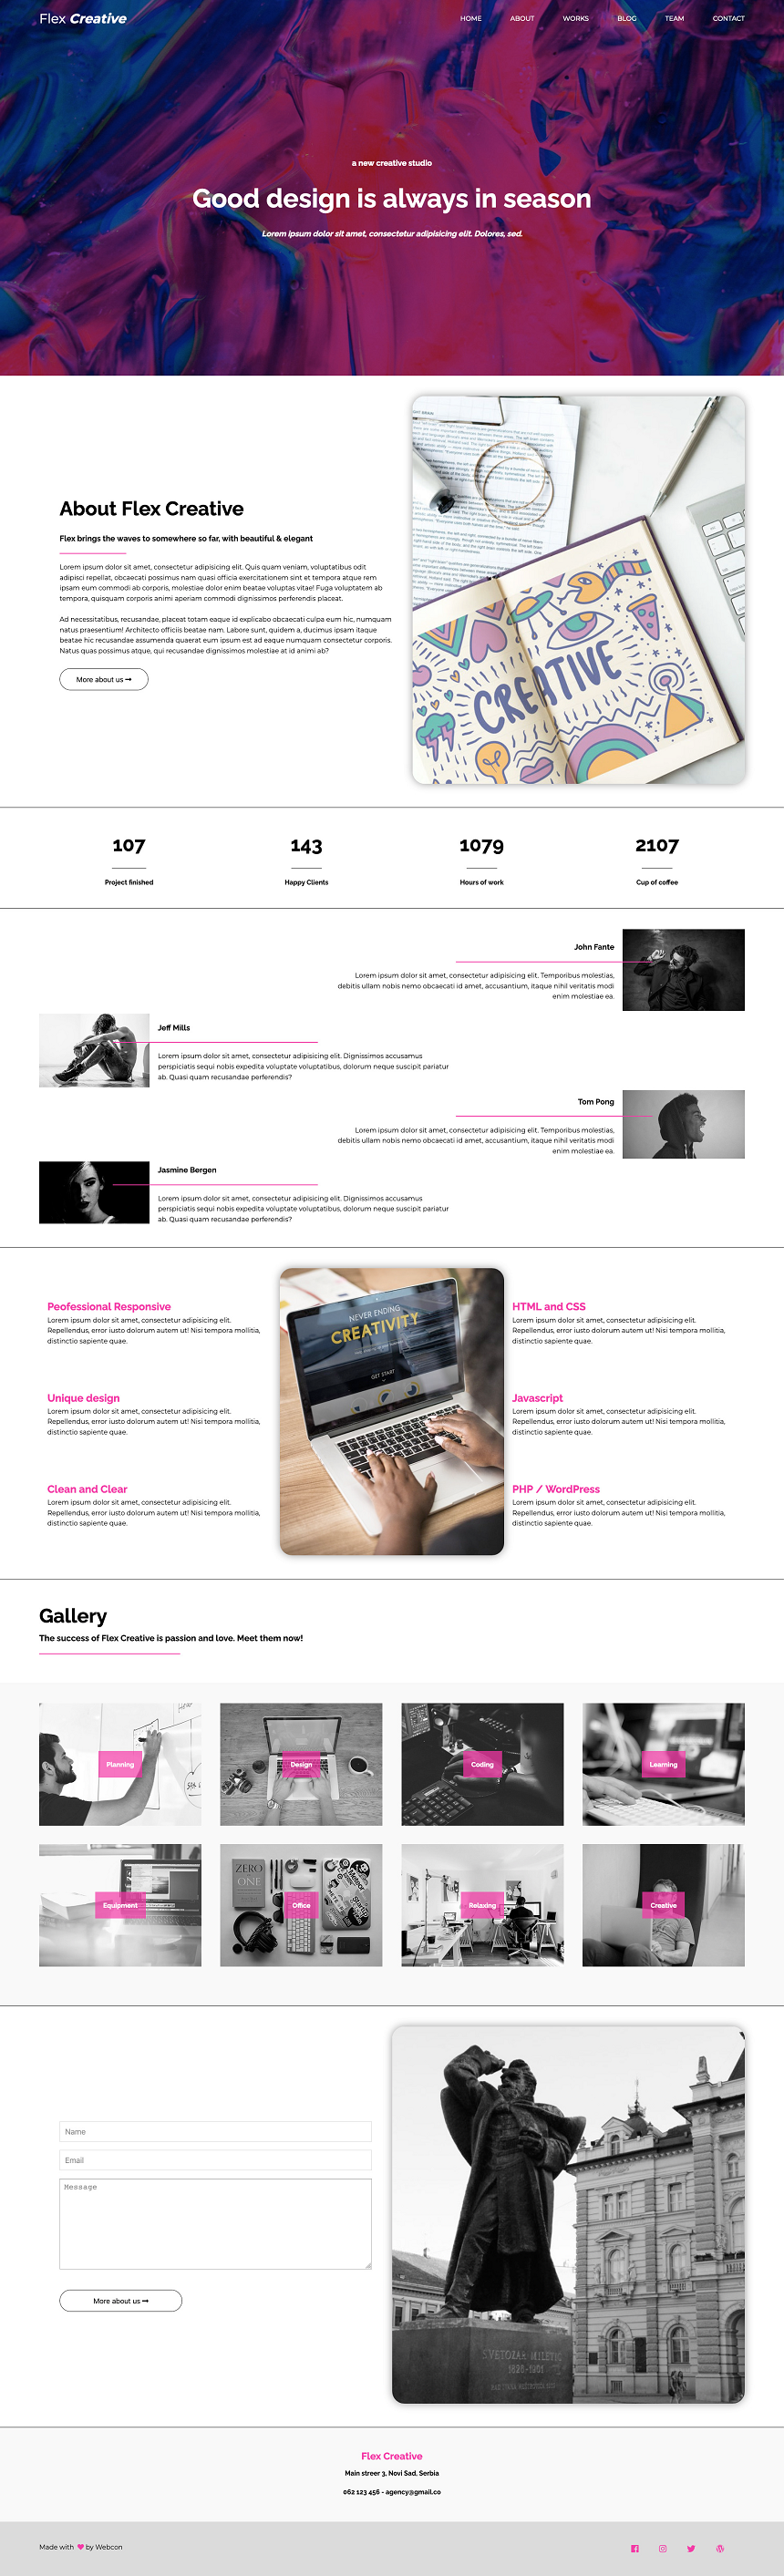 Flex Creative
HOME ABOUT WORKS BLOG TEAM CONTACT
a new creative studio
Good design is always in season
Lorem ipsum dolor sit amet, consectetur adipisicing elit. Dolores, sed.
About Flex Creative
Flex brings the waves to somewhere so far, with beautiful & elegant
Lorem ipsum dolor sit amet, consectetur adipisicing elit. Quis quam veniam, voluptatibus odit
adipisci repellat, obcaecati possimus nam quasi officia exercitationem sint et tempora atque rem
ipsam eum commodi ab corporis, molestiae dolor enim beatae voluptas vitae! Fuga voluptatem ab
tempora, quisquam corporis animi aperiam commodi dignissimos perferendis placeat.
Ad necessitatibus, recusandae, placeat totam eaque id explicabo obcaecati culpa eum hic, numquam
natus praesentium! Architecto officiis beatae nam. Labore sunt, quidem a, ducimus ipsam itaque
beatae hic recusandae assumenda quaerat eum ipsum est ad eaque numquam consectetur corporis.
Natus quas possimus atque, qui recusandae dignissimos molestiae at id animi ab?
More about us
CREATIVE
107
Project finished
143
Happy Clients
1079
Hours of work
2107
Cup of coffee
John Fante
Lorem ipsum dolor sit amet, consectetur adipisicing elit. Temporibus molestias,
debitis ullam nobis nemo obcaecati id amet, accusantium, itaque nihil veritatis modi
enim molestiae ea.
Jeff Mills
Lorem ipsum dolor sit amet, consectetur adipisicing elit. Dignissimos accusamus
perspiciatis sequi nobis expedita voluptate voluptatibus, dolorum neque suscipit pariatur
ab. Quasi quam recusandae perferendis?
Tom Pong
Lorem ipsum dolor sit amet, consectetur adipisicing elit. Temporibus molestias,
debitis ullam nobis nemo obcaecati id amet, accusantium, itaque nihil veritatis modi
enim molestiae ea.
Jasmine Bergen
Lorem ipsum dolor sit amet, consectetur adipisicing elit. Dignissimos accusamus
perspiciatis sequi nobis expedita voluptate voluptatibus, dolorum neque suscipit pariatur
ab. Quasi quam recusandae perferendis?
Peofessional Responsive
Lorem ipsum dolor sit amet, consectetur adipisicing elit.
Repellendus, error iusto dolorum autem ut! Nisi tempora mollitia,
distinctio sapiente quae.
Unique design
Lorem ipsum dolor sit amet, consectetur adipisicing elit.
Repellendus, error iusto dolorum autem ut! Nisi tempora mollitia,
distinctio sapiente quae.
Clean and Clear
Lorem ipsum dolor sit amet, consectetur adipisicing elit.
Repellendus, error iusto dolorum autem ut! Nisi tempora mollitia,
distinctio sapiente quae.
NEVER ENDING
CREATIVITY
GET START
HTML and CSS
Lorem ipsum dolor sit amet, consectetur adipisicing elit.
Repellendus, error iusto dolorum autem ut! Nisi tempora mollitia,
distinctio sapiente quae.
Javascript
Lorem ipsum dolor sit amet, consectetur adipisicing elit.
Repellendus, error iusto dolorum autem ut! Nisi tempora mollitia,
distinctio sapiente quae.
PHP / WordPress
Lorem ipsum dolor sit amet, consectetur adipisicing elit.
Repellendus, error iusto dolorum autem ut! Nisi tempora mollitia,
distinctio sapiente quae.
Gallery
The success of Flex Creative is passion and love. Meet them now!
Planning
Design
Coding
Learning
Equipment
ZERO
ONE
Office
Relaxing
Creative
Name
Email
Message
More about us
SVETOZAR MILETIĆ
1826-1901
Flex Creative
Main streer 3, Novi Sad, Serbia
062 123 456 - agency@gmail.co
Made with by Webcon